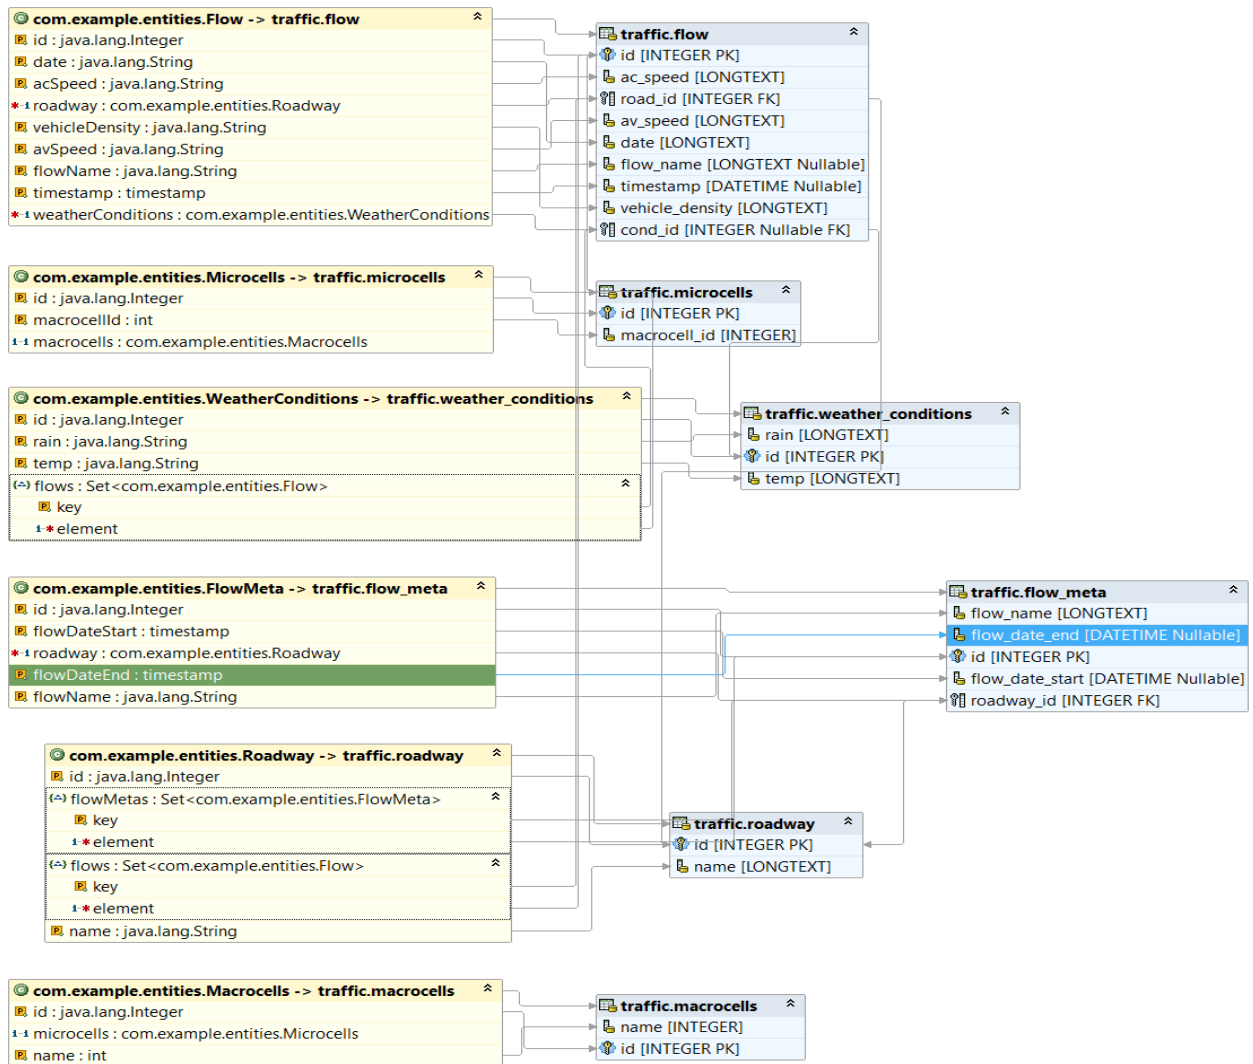 com.example.entities.Flow -> traffic.flow
id : java.lang.Integer
date : java.lang.String
acSpeed : java.lang.String
*-1 roadway : com.example.entities.Roadway
vehicleDensity : java.lang.String
avSpeed : java.lang.String
flowName : java.lang.String
timestamp : timestamp
*-1 weatherConditions : com.example.entities.WeatherConditions
traffic.flow
id [INTEGER PK]
ac_speed [LONGTEXT]
road_id [INTEGER FK]
av_speed [LONGTEXT]
date [LONGTEXT]
flow_name [LONGTEXT Nullable]
timestamp [DATETIME Nullable]
vehicle_density [LONGTEXT]
cond_id [INTEGER Nullable FK]
com.example.entities.Microcells -> traffic.microcells
id : java.lang.Integer
macrocellId : int
1-1 macrocells : com.example.entities.Macrocells
traffic.microcells
id [INTEGER PK]
macrocell_id [INTEGER]
com.example.entities.WeatherConditions -> traffic.weather_conditions
id : java.lang.Integer
rain : java.lang.String
temp : java.lang.String
flows : Set<com.example.entities.Flow>
key
1-* element
traffic.weather_conditions
rain [LONGTEXT]
id [INTEGER PK]
temp [LONGTEXT]
com.example.entities.FlowMeta -> traffic.flow_meta
id : java.lang.Integer
flowDateStart : timestamp
*-1 roadway : com.example.entities.Roadway
flowDateEnd : timestamp
flowName : java.lang.String
traffic.flow_meta
flow_name [LONGTEXT]
flow_date_end [DATETIME Nullable]
id [INTEGER PK]
flow_date_start [DATETIME Nullable]
roadway_id [INTEGER FK]
com.example.entities.Roadway -> traffic.roadway
id : java.lang.Integer
flowMetas : Set<com.example.entities.FlowMeta>
key
1-* element
flows : Set<com.example.entities.Flow>
key
1-* element
name : java.lang.String
traffic.roadway
id [INTEGER PK]
name [LONGTEXT]
com.example.entities.Macrocells -> traffic.macrocells
id : java.lang.Integer
1-1 microcells : com.example.entities.Microcells
name : int
traffic.macrocells
name [INTEGER]
id [INTEGER PK]